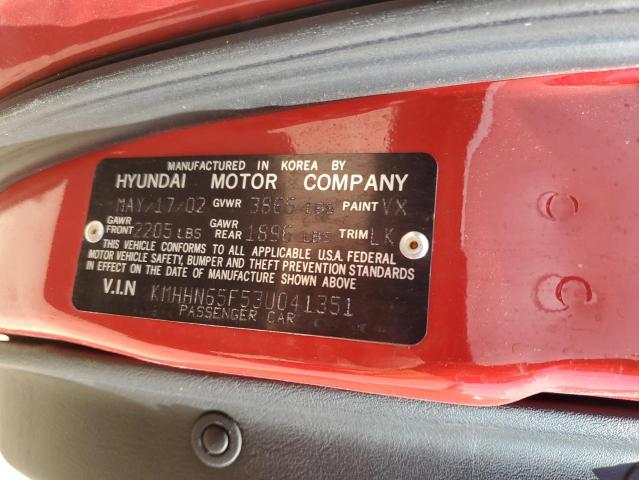 MANUFACTURED IN KOREA BY
HYUNDAI MOTOR COMPANY
MAY/17/02 GVWR 3865 LBS PAINT VX
GAWR FRONT 2205 LBS GAWR REAR 1896 LBS TRIM LK
THIS VEHICLE CONFORMS TO ALL APPLICABLE U.S.A. FEDERAL
MOTOR VEHICLE SAFETY, BUMPER AND THEFT PREVENTION STANDARDS
IN EFFECT ON THE DATE OF MANUFACTURE SHOWN ABOVE
V.I.N KMHHN65F53U041351
PASSENGER CAR